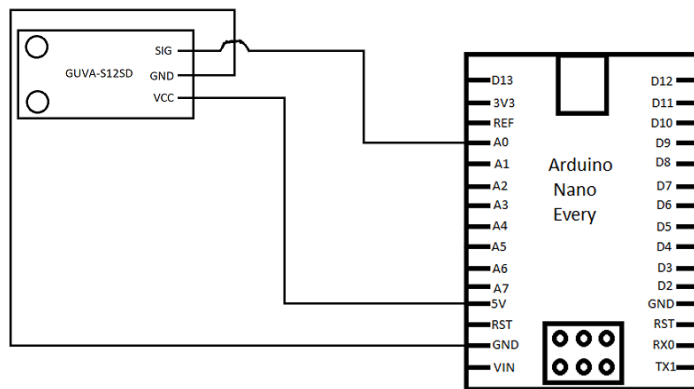 SIG
GUVA-S12SD
GND
VCC
D13
D12
3V3
D11
REF
D10
A0
D9
A1
Arduino
D8
A2
Nano
D7
A3
Every
D6
A4
D5
A5
D4
A6
D3
A7
D2
5V
GND
RST
RST
GND
RX0
VIN
TX1